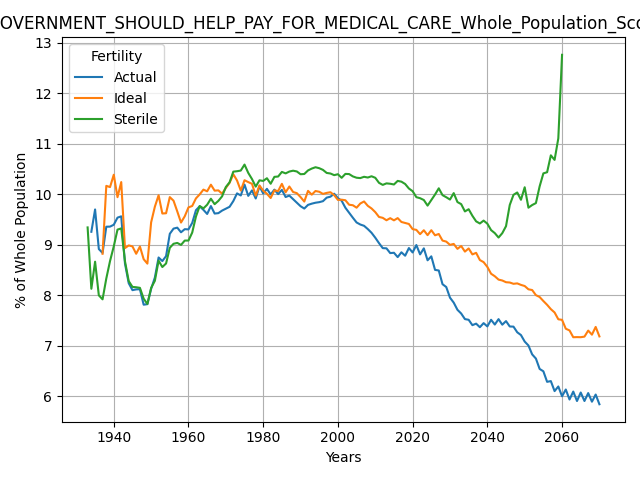 OVERNMENT_SHOULD_HELP_PAY_FOR_MEDICAL_CARE_Whole_Population_Sco
Fertility
Actual
Ideal
Sterile
% of Whole Population
13
12
11
10
9
8
7
6
1940
1960
1980
2000
2020
2040
2060
Years